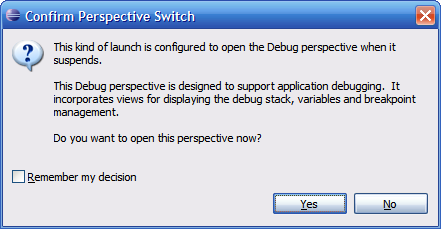 Confirm Perspective Switch
This kind of launch is configured to open the Debug perspective when it
suspends.
This Debug perspective is designed to support application debugging. It
incorporates views for displaying the debug stack, variables and breakpoint
management.
Do you want to open this perspective now?
Remember my decision
Yes
No